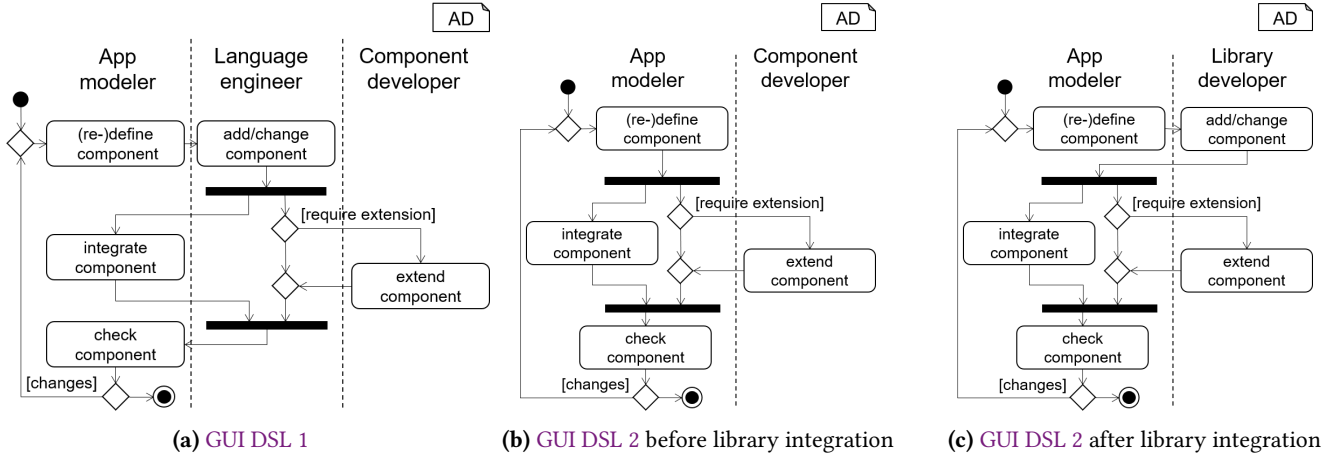 AD
App
modeler
Language
engineer
Component
developer
(re-)define
component
add/change
component
[require extension]
integrate
component
extend
component
check
component
[changes]
(a) GUI DSL 1
AD
App
modeler
Component
developer
(re-)define
component
[require extension]
integrate
component
extend
component
check
component
[changes]
(b) GUI DSL 2 before library integration
AD
App
modeler
Library
developer
(re-)define
component
add/change
component
[require extension]
integrate
component
extend
component
check
component
[changes]
(c) GUI DSL 2 after library integration